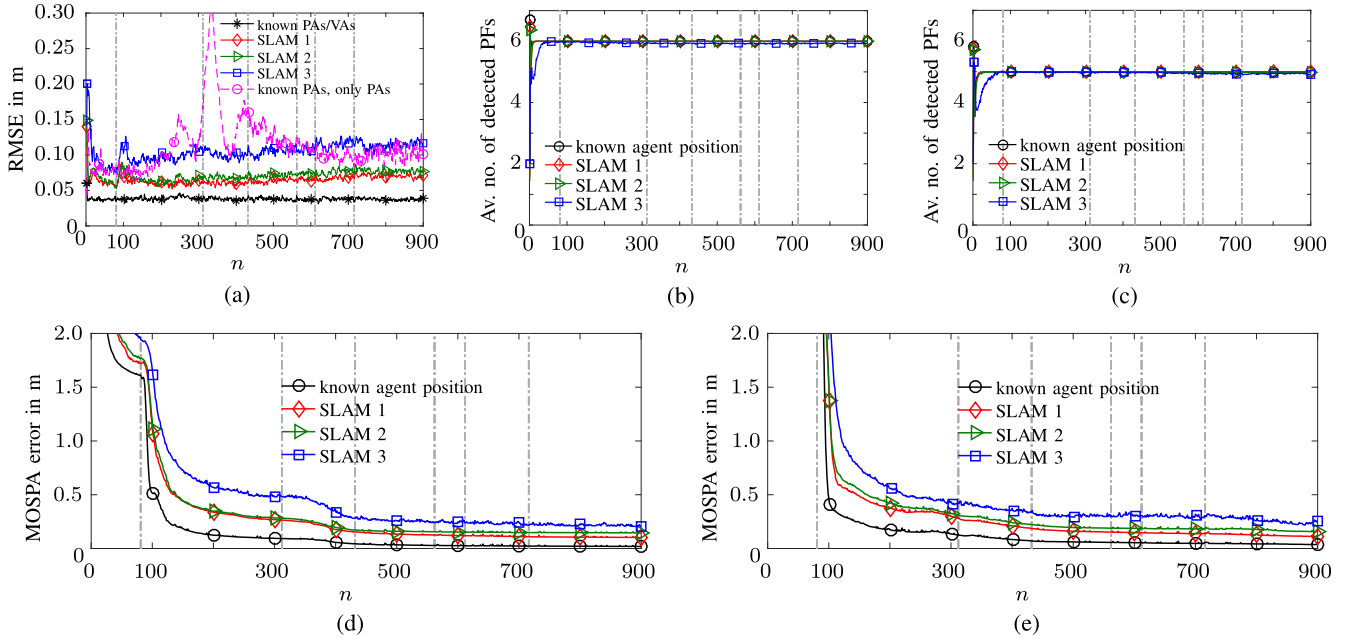 RMSE in m
0.30
0.25
0.20
0.15
0.10
0.05
0
0 100 300 500 700 900
n
known PAs/VAs
SLAM 1
SLAM 2
SLAM 3
known PAs, only PAs
(a)
Av. no. of detected PFs
6
4
2
0
0 100 300 500 700 900
n
known agent position
SLAM 1
SLAM 2
SLAM 3
(b)
Av. no. of detected PFs
6
4
2
0
0 100 300 500 700 900
n
known agent position
SLAM 1
SLAM 2
SLAM 3
(c)
MOSPA error in m
2.0
1.5
1.0
0.5
0
0 100 300 500 700 900
n
known agent position
SLAM 1
SLAM 2
SLAM 3
(d)
MOSPA error in m
2.0
1.5
1.0
0.5
0
0 100 300 500 700 900
n
known agent position
SLAM 1
SLAM 2
SLAM 3
(e)